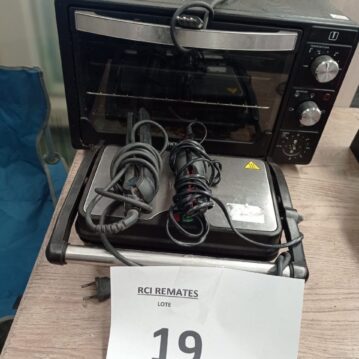 RCI REMATES
LOTE
19